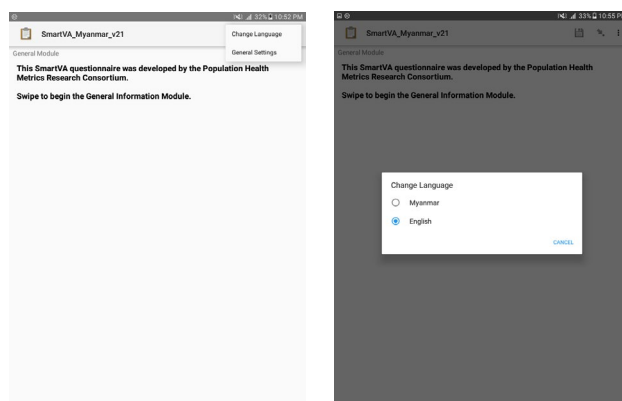 32% 10:52 PM
SmartVA_Myanmar_v21
Change Language
General Settings
General Module
This SmartVA questionnaire was developed by the Population Health
Metrics Research Consortium.
Swipe to begin the General Information Module.
33% 10:55 PM
SmartVA_Myanmar_v21
General Module
This SmartVA questionnaire was developed by the Population Health
Metrics Research Consortium.
Swipe to begin the General Information Module.
Change Language
Myanmar
English
CANCEL